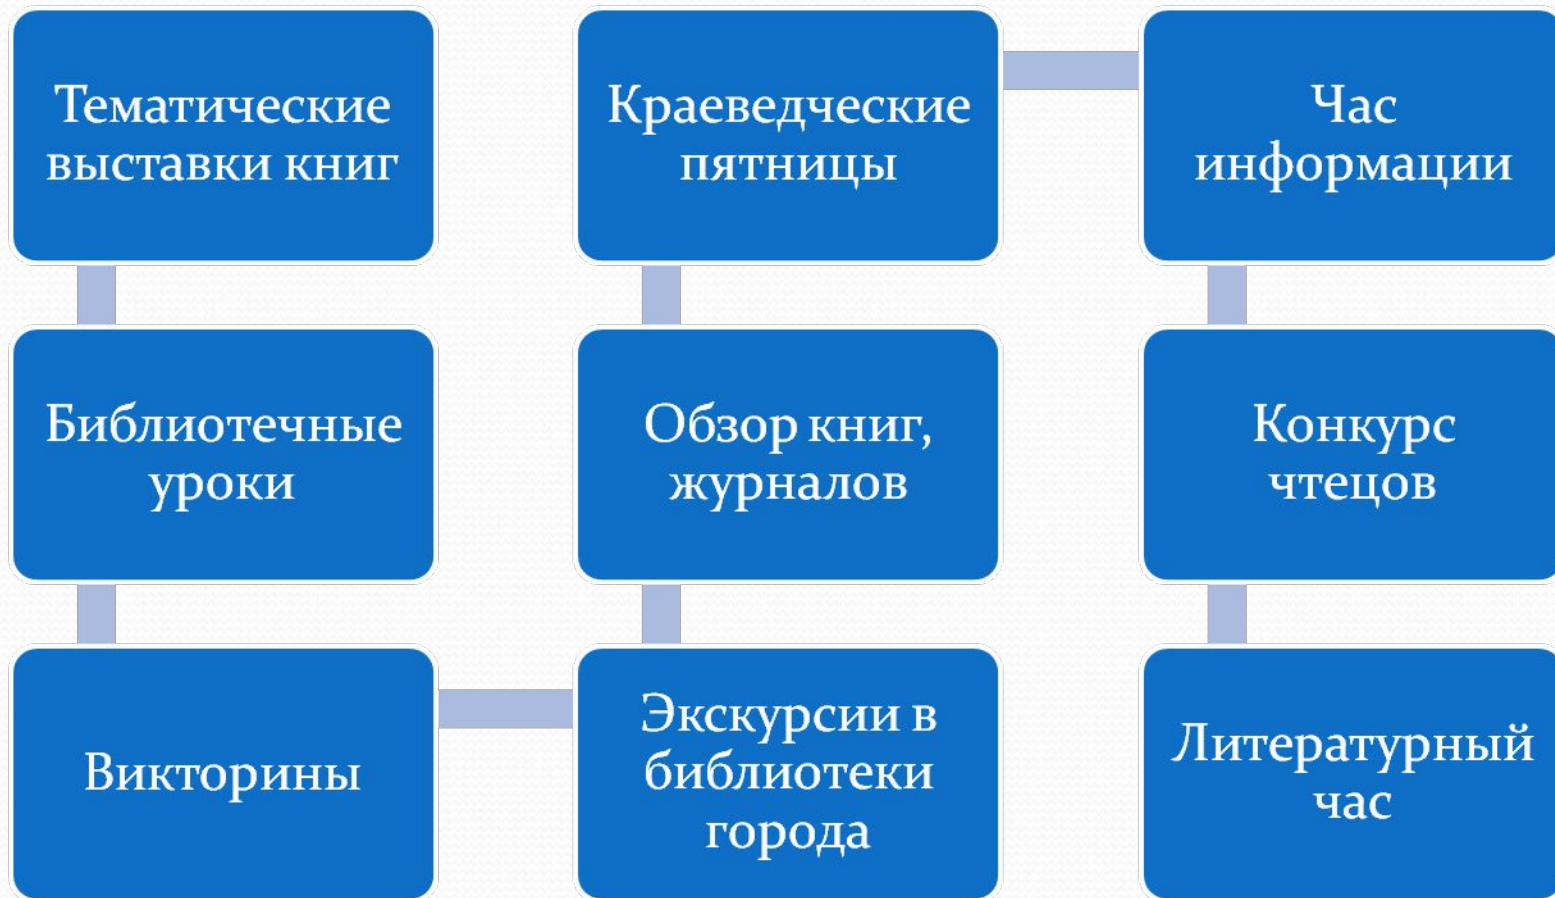 Тематические
выставки книг
Библиотечные
уроки
Викторины
Экскурсии в
библиотеки
города
Обзор книг,
журналов
Краеведческие
пятницы
Час
информации
Конкурс
чтецов
Литературный
час